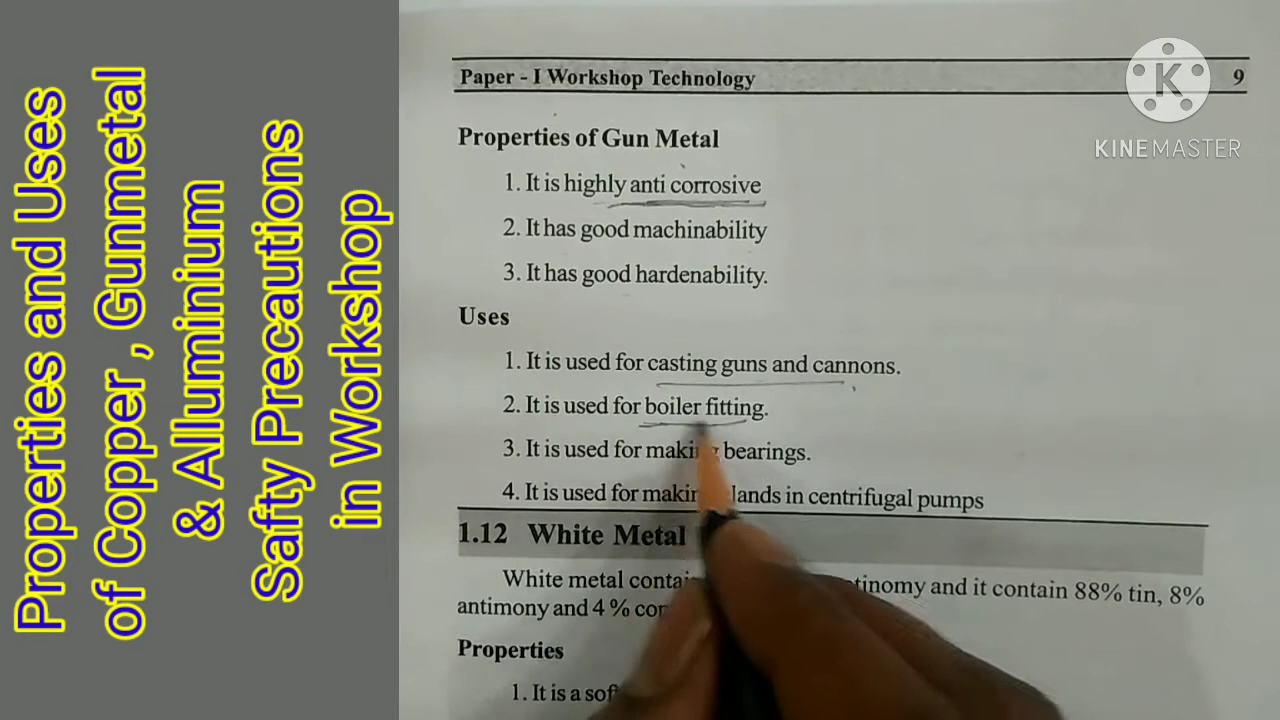 Properties and Uses
of Copper , Gunmetal
& Alluminium
Safty Precautions
in Workshop
Paper - I Workshop Technology 9
KINEMASTER
Properties of Gun Metal
1. It is highly anti corrosive
2. It has good machinability
3. It has good hardenability.
Uses
1. It is used for casting guns and cannons.
2. It is used for boiler fitting.
3. It is used for making bearings.
4. It is used for making lands in centrifugal pumps
1.12 White Metal
White metal and it contain 88% tin, 8%
antimony and 4 %
Properties
1. It is a